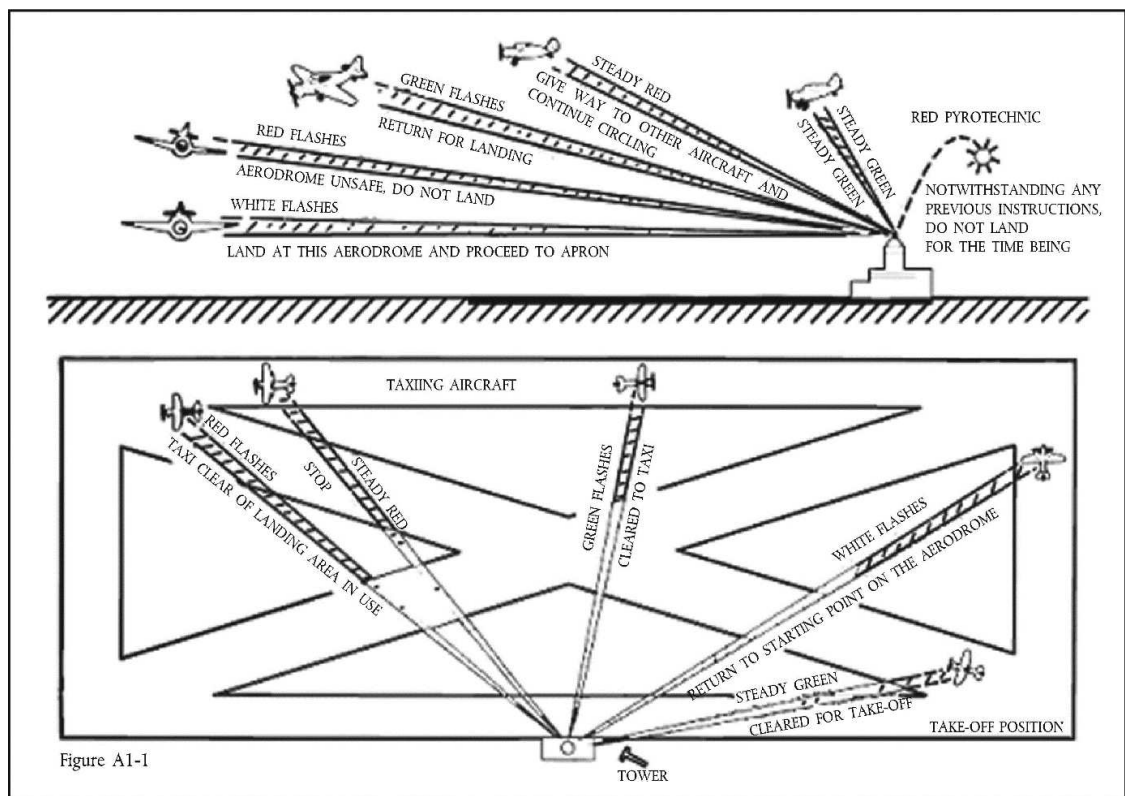 STEADY RED
GIVE WAY TO OTHER AIRCRAFT AND
CONTINUE CIRCLING
GREEN FLASHES
RETURN FOR LANDING
RED FLASHES
AERODROME UNSAFE, DO NOT LAND
WHITE FLASHES
LAND AT THIS AERODROME AND PROCEED TO APRON
STEADY GREEN
STEADY GREEN
RED PYROTECHNIC
NOTWITHSTANDING ANY
PREVIOUS INSTRUCTIONS,
DO NOT LAND
FOR THE TIME BEING
TAXIING AIRCRAFT
RED FLASHES
TAXI CLEAR OF LANDING AREA IN USE
STEADY RED
STOP
GREEN FLASHES
CLEARED TO TAXI
WHITE FLASHES
RETURN TO STARTING POINT ON THE AERODROME
STEADY GREEN
CLEARED FOR TAKE-OFF
TAKE-OFF POSITION
Figure A1-1
TOWER